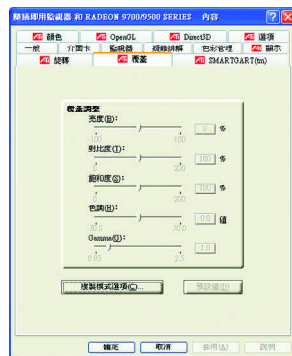 隨插即用監視器 和 RADEON 9700/9500 SERIES 內容
顏色 OpenGL Direct3D 選項
一般 介面卡 監視器 疑難排解 色彩管理 顯示
旋轉 覆蓋 SMARTGART(tm)
覆蓋調整
亮度(B):
0 %
-100 100
對比度(T):
100 %
0 200
飽和度(S):
100 %
0 200
色調(H):
0.0 值
-30.0 30.0
Gamma(G):
1.0
0.85 2.5
複製模式選項(C)... 預設值(D)
確定 取消 套用(A) 說明